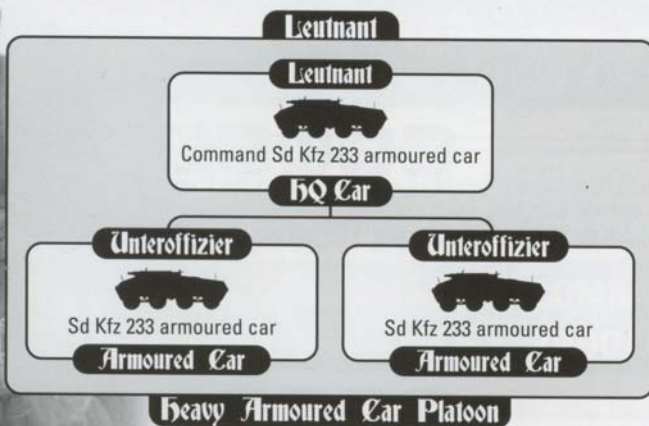 Leutnant
Leutnant
Command Sd Kfz 233 armoured car
HQ Car
Unteroffizier
Sd Kfz 233 armoured car
Armoured Car
Unteroffizier
Sd Kfz 233 armoured car
Armoured Car
Heavy Armoured Car Platoon